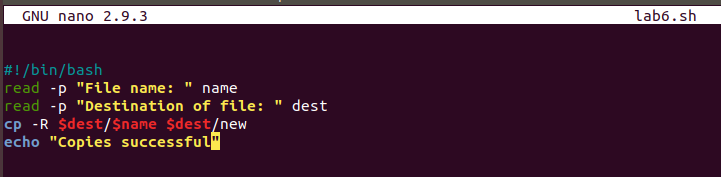 GNU nano 2.9.3 lab6.sh
#!/bin/bash
read -p "File name: " name
read -p "Destination of file: " dest
cp -R $dest/$name $dest/new
echo "Copies successful"